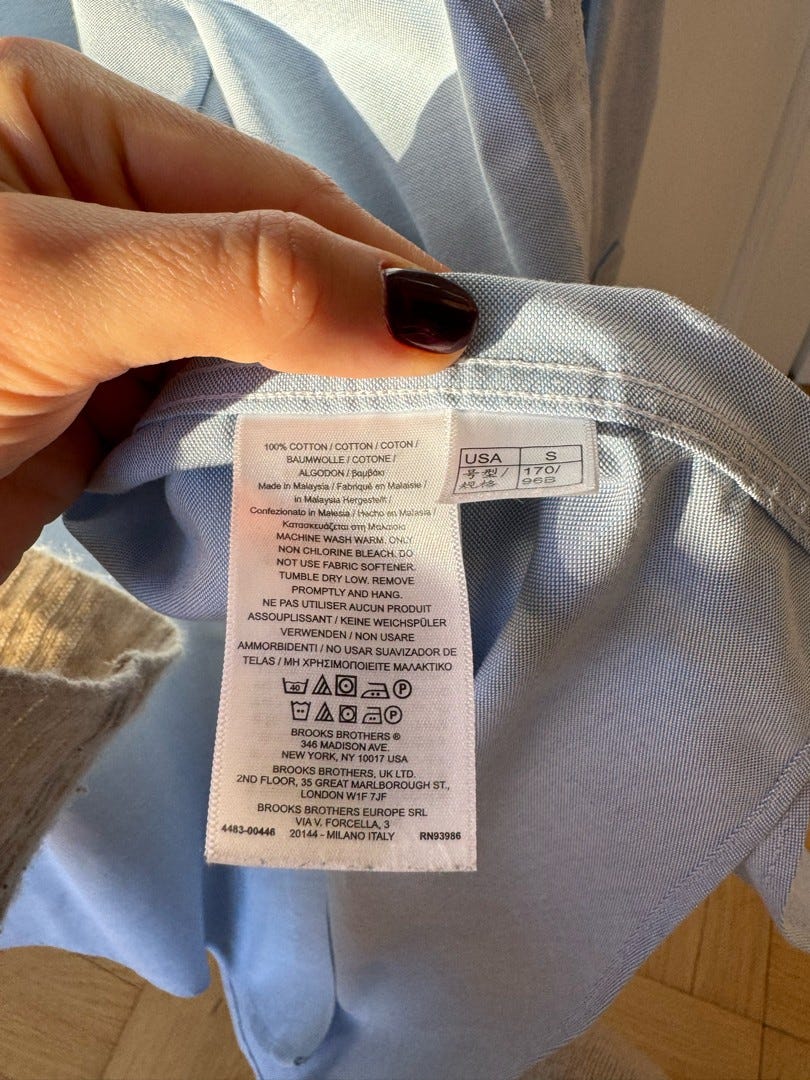 100% COTTON / COTTON / COTON /
BAUMWOLLE / COTONE /
ALGODON / βαμβάκι
Made in Malaysia / Fabriqué en Malaisie /
in Malaysia Hergestellt /
Confezionato in Malesia / Hecho en Malasia /
Κατασκευάζεται στη Μαλαισία
MACHINE WASH WARM. ONLY
NON CHLORINE BLEACH. DO
NOT USE FABRIC SOFTENER.
TUMBLE DRY LOW. REMOVE
PROMPTLY AND HANG.
NE PAS UTILISER AUCUN PRODUIT
ASSOUPLISSANT / KEINE WEICHSPÜLER
VERWENDEN / NON USARE
AMMORBIDENTI / NO USAR SUAVIZADOR DE
TELAS / ΜΗ ΧΡΗΣΙΜΟΠΟΙΕΙΤΕ ΜΑΛΑΚΤΙΚΟ
40 P
P
BROOKS BROTHERS ®
346 MADISON AVE.
NEW YORK, NY 10017 USA
BROOKS BROTHERS, UK LTD.
2ND FLOOR, 35 GREAT MARLBOROUGH ST.,
LONDON W1F 7JF
BROOKS BROTHERS EUROPE SRL
VIA V. FORCELLA, 3
4483-00446 20144 - MILANO ITALY RN93986
USA S
号型/ 170/
规格 96B